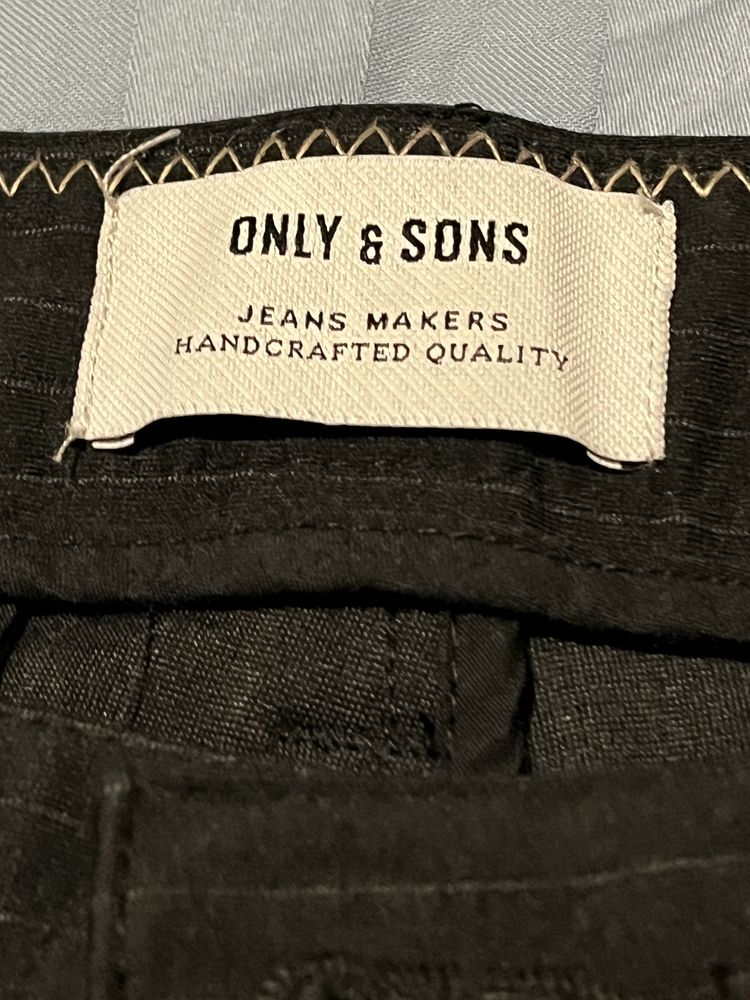 ONLY & SONS
JEANS MAKERS
HANDCRAFTED QUALITY